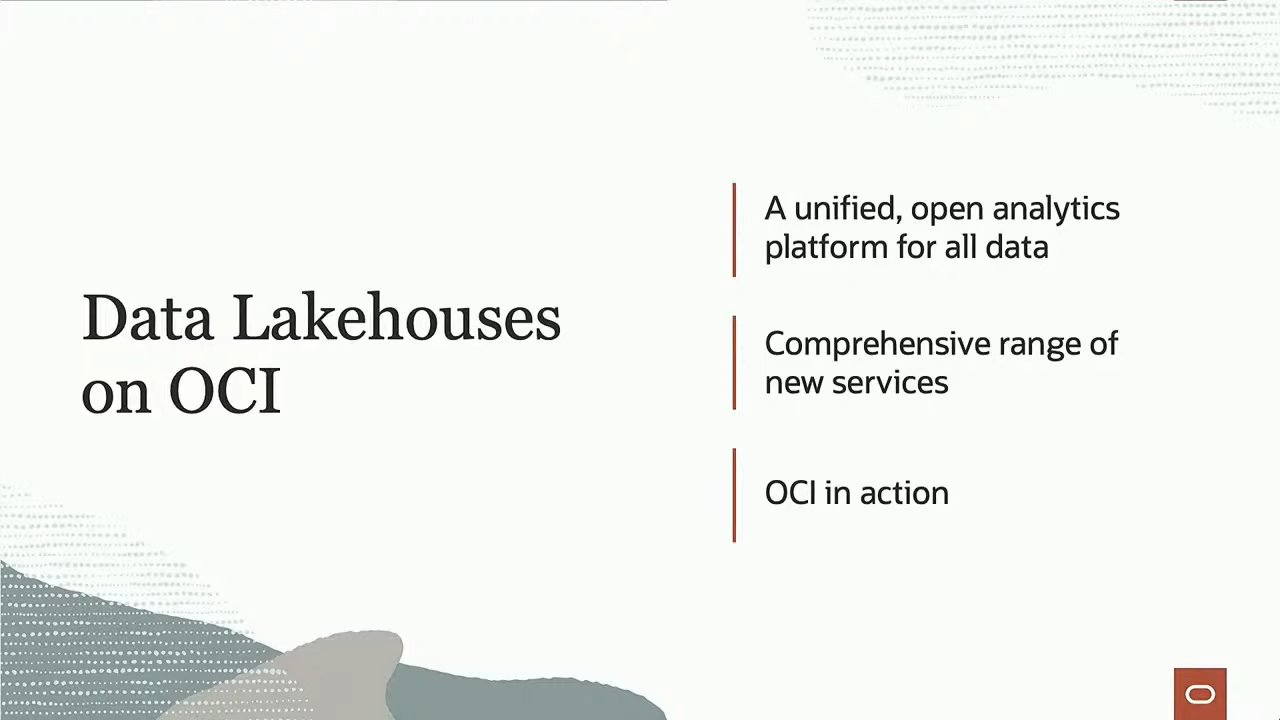 Data Lakehouses
on OCI
A unified, open analytics
platform for all data
Comprehensive range of
new services
OCI in action